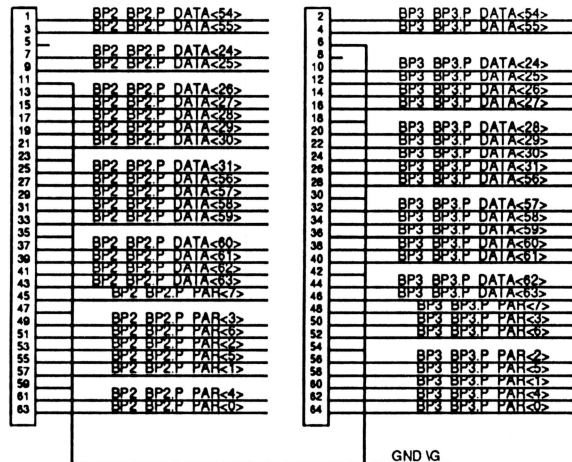 1 BP2 BP2.P DATA<54>
3 BP2 BP2.P DATA<55>
5
7 BP2 BP2.P DATA<24>
9 BP2 BP2.P DATA<25>
11
13 BP2 BP2.P DATA<26>
15 BP2 BP2.P DATA<27>
17 BP2 BP2.P DATA<28>
19 BP2 BP2.P DATA<29>
21 BP2 BP2.P DATA<30>
23
25 BP2 BP2.P DATA<31>
27 BP2 BP2.P DATA<56>
29 BP2 BP2.P DATA<57>
31 BP2 BP2.P DATA<58>
33 BP2 BP2.P DATA<59>
35
37 BP2 BP2.P DATA<60>
39 BP2 BP2.P DATA<61>
41 BP2 BP2.P DATA<62>
43 BP2 BP2.P DATA<63>
45 BP2 BP2.P PAR<7>
47
49 BP2 BP2.P PAR<3>
51 BP2 BP2.P PAR<6>
53 BP2 BP2.P PAR<2>
55 BP2 BP2.P PAR<5>
57 BP2 BP2.P PAR<1>
59
61 BP2 BP2.P PAR<4>
63 BP2 BP2.P PAR<0>
2 BP3 BP3.P DATA<54>
4 BP3 BP3.P DATA<55>
6
8
10 BP3 BP3.P DATA<24>
12 BP3 BP3.P DATA<25>
14 BP3 BP3.P DATA<26>
16 BP3 BP3.P DATA<27>
18
20 BP3 BP3.P DATA<28>
22 BP3 BP3.P DATA<29>
24 BP3 BP3.P DATA<30>
26 BP3 BP3.P DATA<31>
28 BP3 BP3.P DATA<56>
30
32 BP3 BP3.P DATA<57>
34 BP3 BP3.P DATA<58>
36 BP3 BP3.P DATA<59>
38 BP3 BP3.P DATA<60>
40 BP3 BP3.P DATA<61>
42
44 BP3 BP3.P DATA<62>
46 BP3 BP3.P DATA<63>
48 BP3 BP3.P PAR<7>
50 BP3 BP3.P PAR<3>
52 BP3 BP3.P PAR<6>
54
56 BP3 BP3.P PAR<2>
58 BP3 BP3.P PAR<5>
60 BP3 BP3.P PAR<1>
62 BP3 BP3.P PAR<4>
64 BP3 BP3.P PAR<0>
GND \G